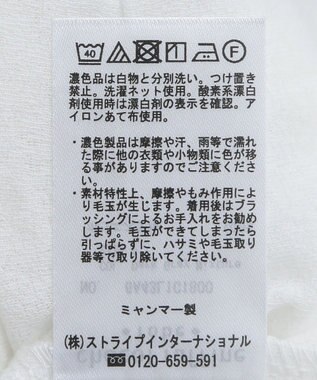 40
F
濃色品は白物と分別洗い。つけ置き
禁止。洗濯ネット使用。酸素系漂白
剤使用時は漂白剤の表示を確認。ア
イロンあて布使用。
・濃色製品は摩擦や汗、雨等で濡れ
た際に他の衣類や小物類に色が移
る事がありますのでご注意くださ
い。
・素材特性上、摩擦やもみ作用によ
り毛玉が生じます。着用後はブラ
ッシングによるお手入れをお勧め
します。毛玉ができてしまったら
引っぱらずに、ハサミや毛玉取り
器等で取り除いてください。
ミャンマー製
(株)ストライプインターナショナル
0120-659-591